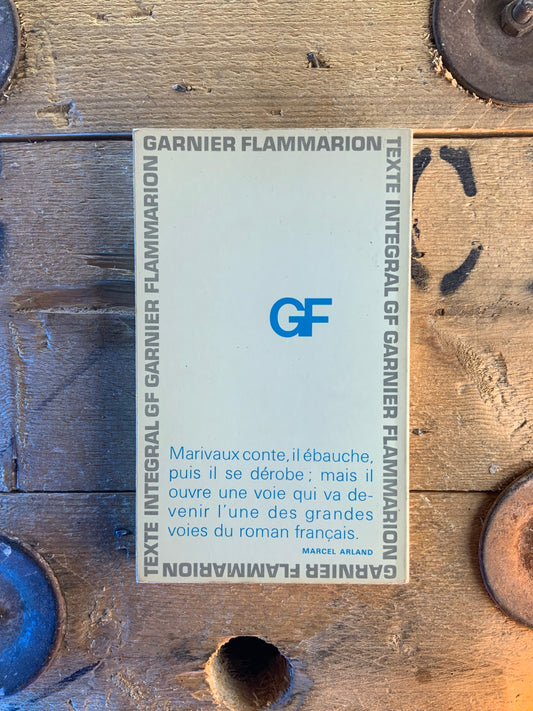 GARNIER FLAMMARION
TEXTE INTEGRAL GF GARNIER FLAMMARION
TEXTE INTEGRAL GF GARNIER FLAMMARION
GF
Marivaux conte, il ébauche,
puis il se dérobe ; mais il
ouvre une voie qui va de-
venir l'une des grandes
voies du roman français.
MARCEL ARLAND
GARNIER FLAMMARION